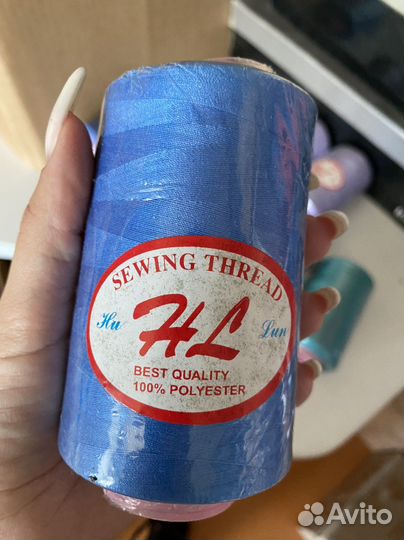 SEWING THREAD
Hu HL Lun
BEST QUALITY
100% POLYESTER
Avito